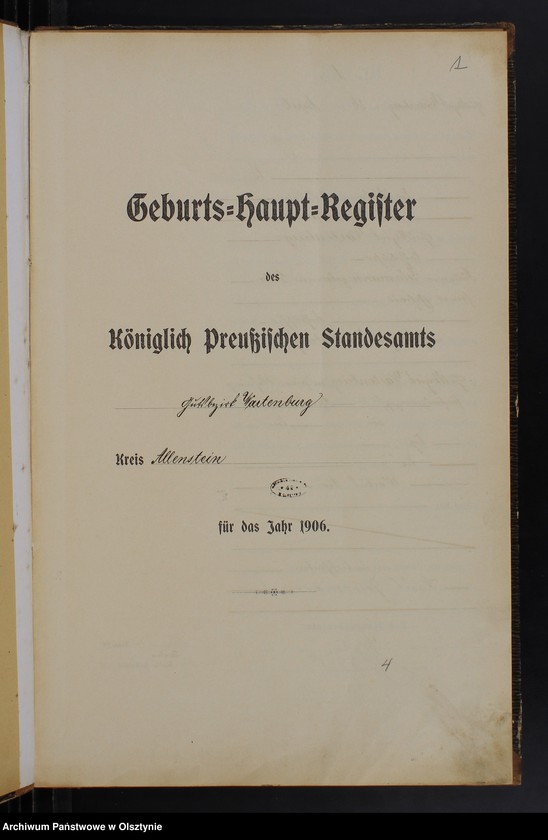 1
Geburts=Haupt=Register
des
Königlich Preußischen Standesamts
Gutsbezirk Wartenburg
Kreis Allenstein
für das Jahr 1906.
4
Archiwum Państwowe w Olsztynie